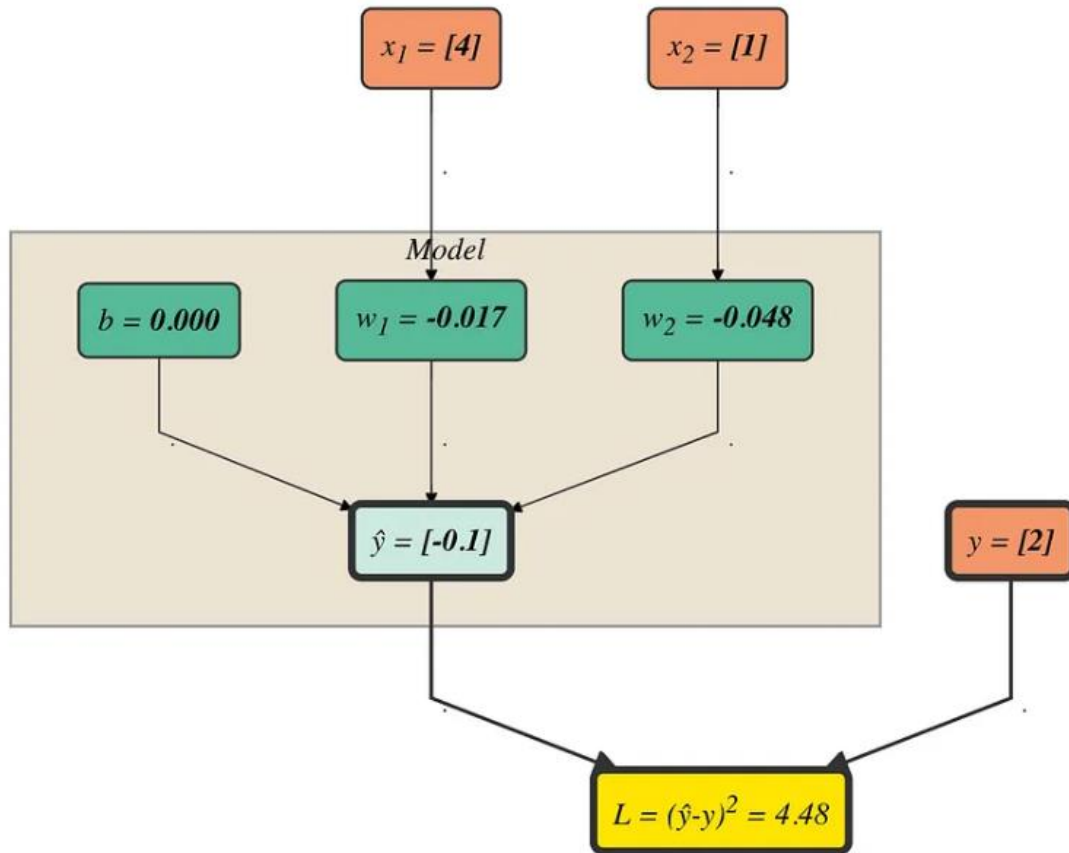 x₁ = [4]
x₂ = [1]
Model
b = 0.000
w₁ = -0.017
w₂ = -0.048
ŷ = [-0.1]
y = [2]
L = (ŷ-y)² = 4.48